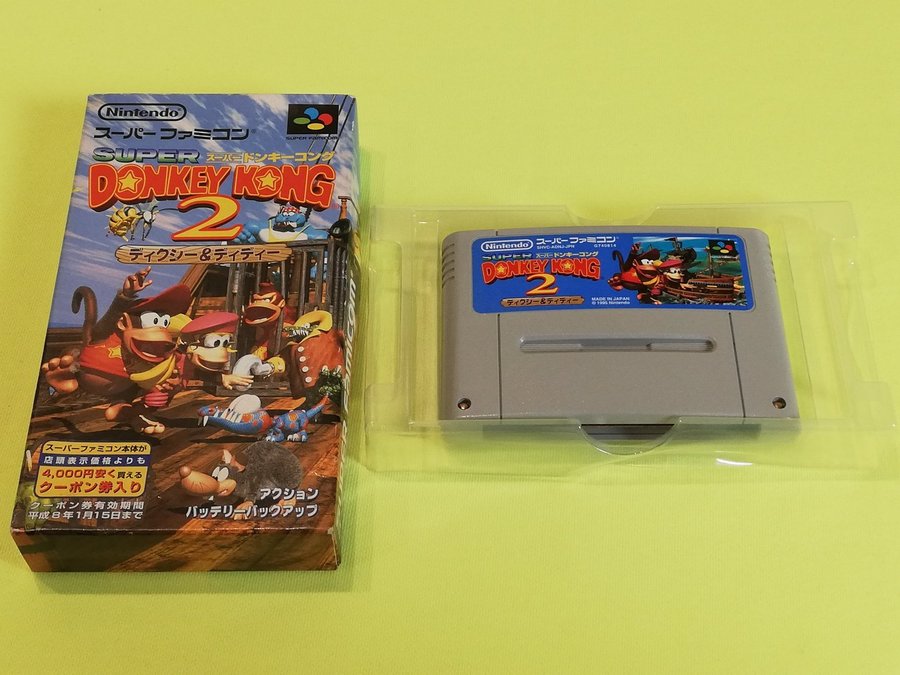 Nintendo
スーパーファミコン®
SUPER FAMICOM
SUPER スーパードンキーコング
DONKEY KONG
2
ディクシー&ディディー
スーパーファミコン本体が
店頭表示価格よりも
4,000円安く買える
クーポン券入り
クーポン券有効期間
平成8年1月15日まで
アクション
バッテリーバックアップ
Nintendo スーパーファミコン
SHVC-ADNJ-JPN
G740814
SUPER スーパードンキーコング
DONKEY KONG
2
ディクシー&ディディー
MADE IN JAPAN
© 1995 Nintendo